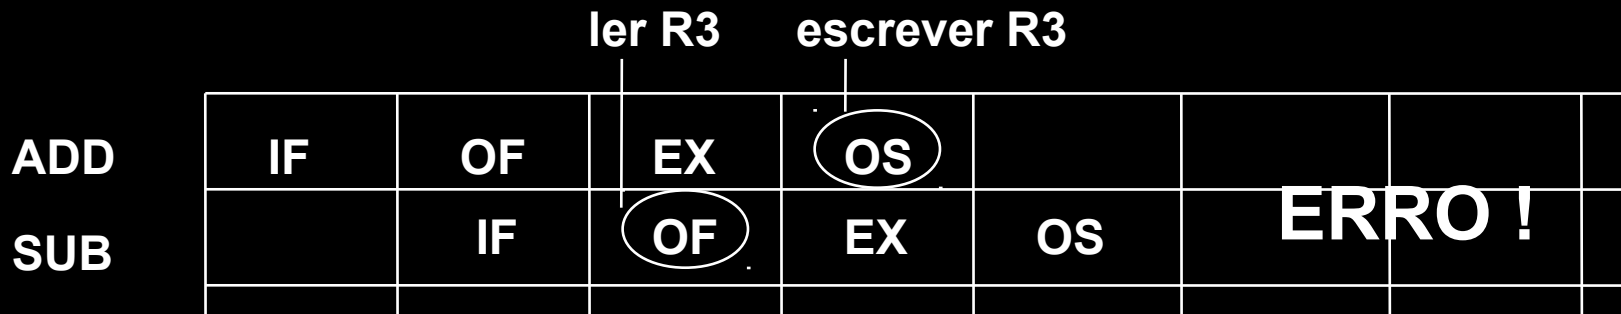 ler R3 escrever R3
ADD IF OF EX OS
ERRO !
SUB IF OF EX OS